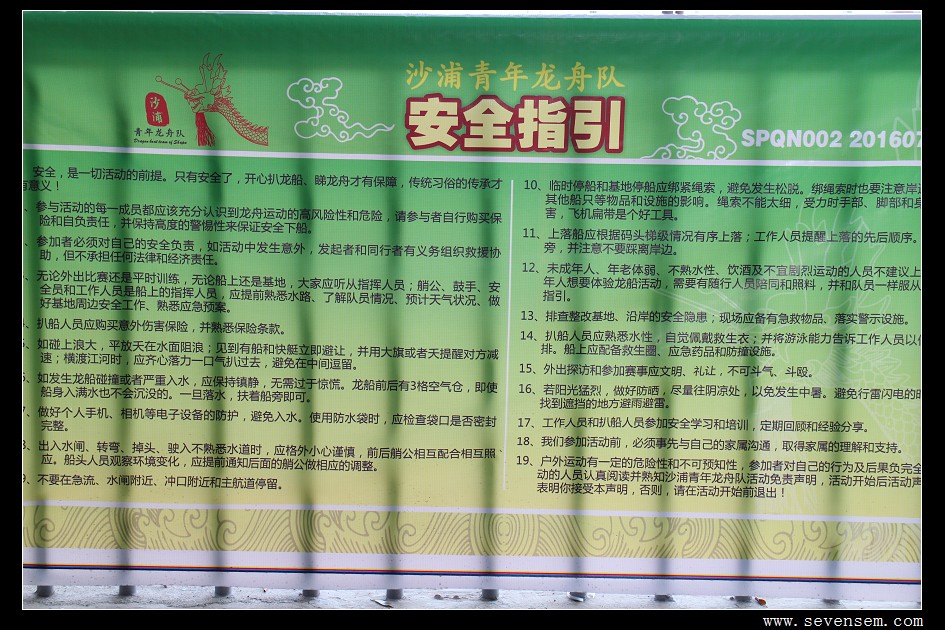 沙浦
青年龙舟队
Dragon boat team of Shapu
沙浦青年龙舟队
安全指引
SPQN002 201607
安全，是一切活动的前提。只有安全了，开心扒龙船、睇龙舟才有保障，传统习俗的传承才
有意义！
参与活动的每一成员都应该充分认识到龙舟运动的高风险性和危险，请参与者自行购买保
险和自负责任，并保持高度的警惕性来保证安全下船。
参加者必须对自己的安全负责，如活动中发生意外，发起者和同行者有义务组织救援协
助，但不承担任何法律和经济责任。
无论外出比赛还是平时训练，无论船上还是基地，大家应听从指挥人员；艄公、鼓手、安
全员和工作人员是船上的指挥人员，应提前熟悉水路、了解队员情况、预计天气状况、做
好基地周边安全工作、熟悉应急预案。
扒船人员应购买意外伤害保险，并熟悉保险条款。
如碰上浪大，平放天在水面阻浪；见到有船和快艇立即避让，并用大旗或者天提醒对方减
速；横渡江河时，应齐心落力一口气扒过去，避免在中间逗留。
如发生龙船碰撞或者严重入水，应保持镇静，无需过于惊慌。龙船前后有3格空气仓，即使
船身入满水也不会沉没的。一旦落水，扶着船旁即可。
做好个人手机、相机等电子设备的防护，避免入水。使用防水袋时，应检查袋口是否密封
完整。
出入水闸、转弯、掉头、驶入不熟悉水道时，应格外小心谨慎，前后艄公相互配合相互照
应。船头人员观察环境变化，应提前通知后面的艄公做相应的调整。
9、不要在急流、水闸附近、冲口附近和主航道停留。
10、临时停船和基地停船应绑紧绳索，避免发生松脱。绑绳索时也要注意岸边
其他船只等物品和设施的影响。绳索不能太细，受力时手部、脚部和身
害，飞机扁带是个好工具。
11、上落船应根据码头梯级情况有序上落；工作人员提醒上落的先后顺序。
旁，并注意不要踩离岸边。
12、未成年人、年老体弱、不熟水性、饮酒及不宜剧烈运动的人员不建议上
年人想要体验龙船活动，需要有随行人员陪同和照料，并和队员一样服从
指引。
13、排查整改基地、沿岸的安全隐患；现场应备有急救物品、落实警示设施。
14、扒船人员应熟悉水性，自觉佩戴救生衣；并将游泳能力告诉工作人员以便
排。船上应配备救生圈、应急药品和防撞设施。
15、外出探访和参加赛事应文明、礼让，不可斗气、斗殴。
16、若阳光猛烈，做好防晒，尽量往阴凉处，以免发生中暑。避免行雷闪电的时
找到遮挡的地方避雨避雷。
17、工作人员和扒船人员参加安全学习和培训，定期回顾和经验分享。
18、我们参加活动前，必须事先与自己的家属沟通，取得家属的理解和支持。
19、户外运动有一定的危险性和不可预知性，参加者对自己的行为及后果负完全
动的人员认真阅读并熟知沙浦青年龙舟队活动免责声明，活动开始后活动声
表明你接受本声明，否则，请在活动开始前退出！
www.sevensem.com